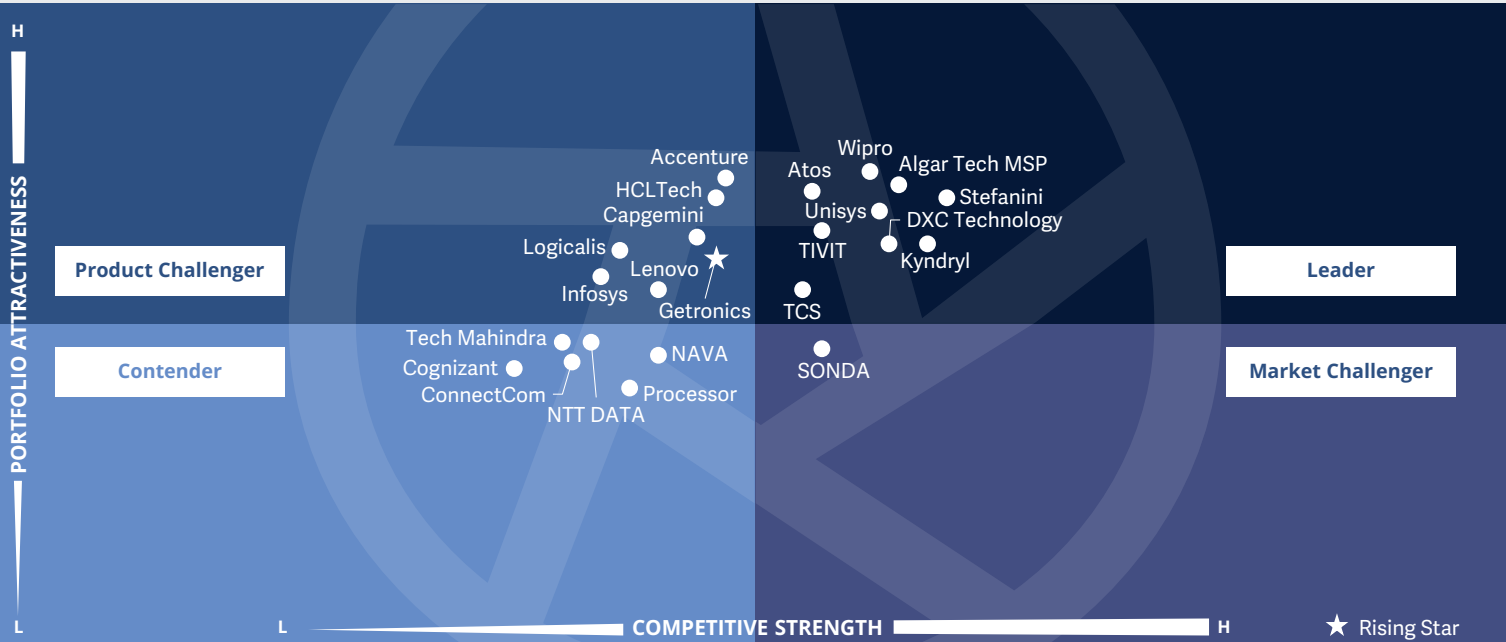 H
PORTFOLIO ATTRACTIVENESS
L
Product Challenger
Leader
Contender
Market Challenger
Accenture
HCLTech
Capgemini
Logicalis
Lenovo
Infosys
Getronics
Wipro
Algar Tech MSP
Atos
Stefanini
Unisys
DXC Technology
TIVIT
Kyndryl
TCS
Tech Mahindra
NAVA
Cognizant
ConnectCom
Processor
NTT DATA
SONDA
L
COMPETITIVE STRENGTH
H
Rising Star